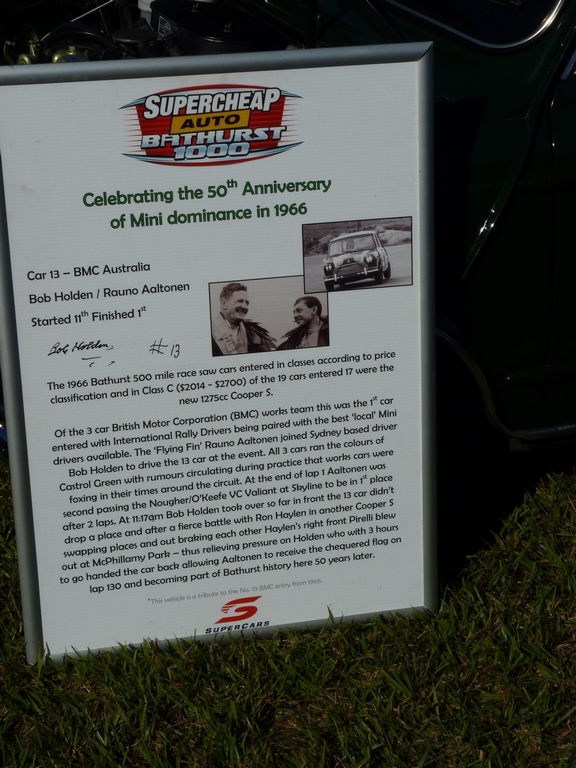 SUPERCHEAP
AUTO
BATHURST
1000
Celebrating the 50th Anniversary
of Mini dominance in 1966
Car 13 – BMC Australia
Bob Holden / Rauno Aaltonen
Started 11th Finished 1st
Bob Holden #13
The 1966 Bathurst 500 mile race saw cars entered in classes according to price
classification and in Class C ($2014 - $2700) of the 19 cars entered 17 were the
new 1275cc Cooper S.
Of the 3 car British Motor Corporation (BMC) works team this was the 1st car
entered with International Rally Drivers being paired with the best 'local' Mini
drivers available. The 'Flying Fin' Rauno Aaltonen joined Sydney based driver
Bob Holden to drive the 13 car at the event. All 3 cars ran the colours of
Castrol Green with rumours circulating during practice that works cars were
foxing in their times around the circuit. At the end of lap 1 Aaltonen was
second passing the Nougher/O'Keefe VC Valiant at Skyline to be in 1st place
after 2 laps. At 11:17am Bob Holden took over so far in front the 13 car didn't
drop a place and after a fierce battle with Ron Haylen in another Cooper S
swapping places and out braking each other Haylen's right front Pirelli blew
out at McPhillamy Park – thus relieving pressure on Holden who with 3 hours
to go handed the car back allowing Aaltonen to receive the chequered flag on
lap 130 and becoming part of Bathurst history here 50 years later.
*This vehicle is a tribute to the No. 13 BMC entry from 1966.
SUPERCARS